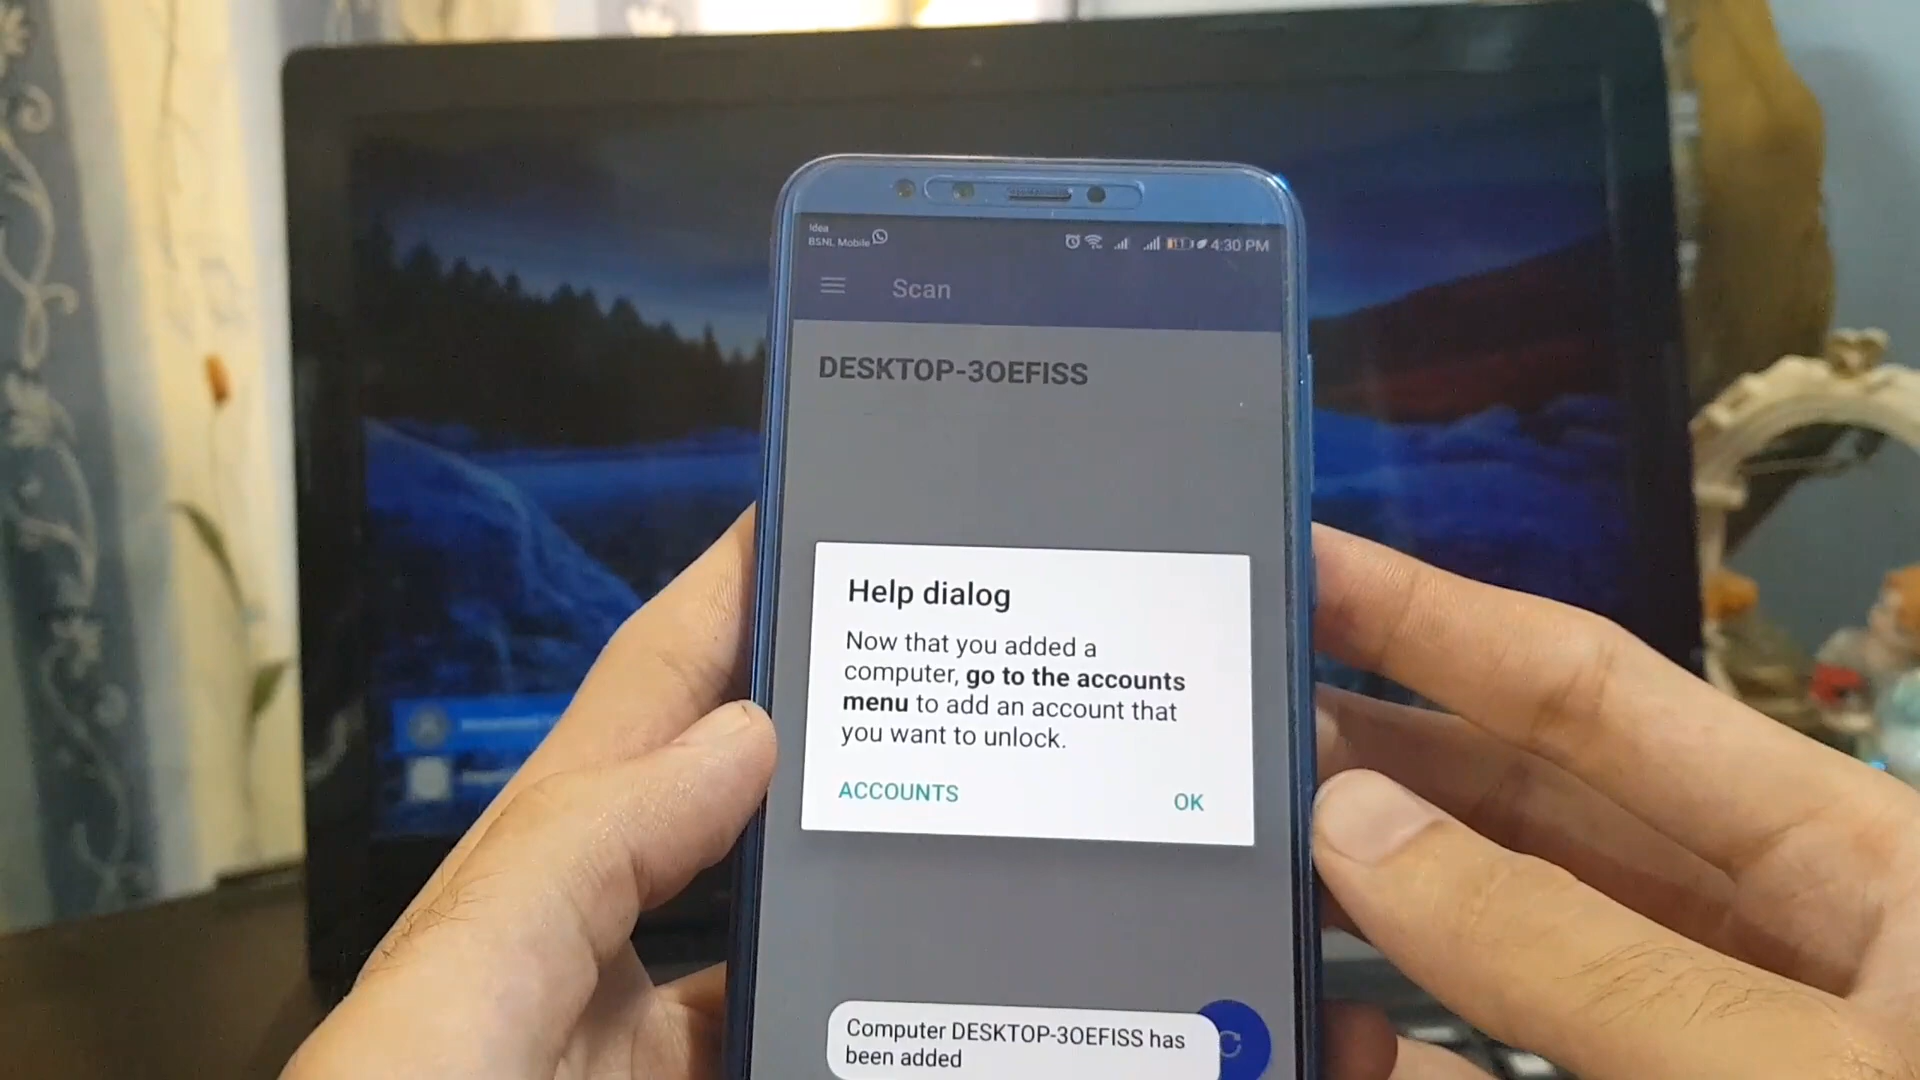 Idea
BSNL Mobile
4:30 PM
Scan
DESKTOP-3OEFISS
Help dialog
Now that you added a
computer, go to the accounts
menu to add an account that
you want to unlock.
ACCOUNTS
OK
Computer DESKTOP-3OEFISS has
been added